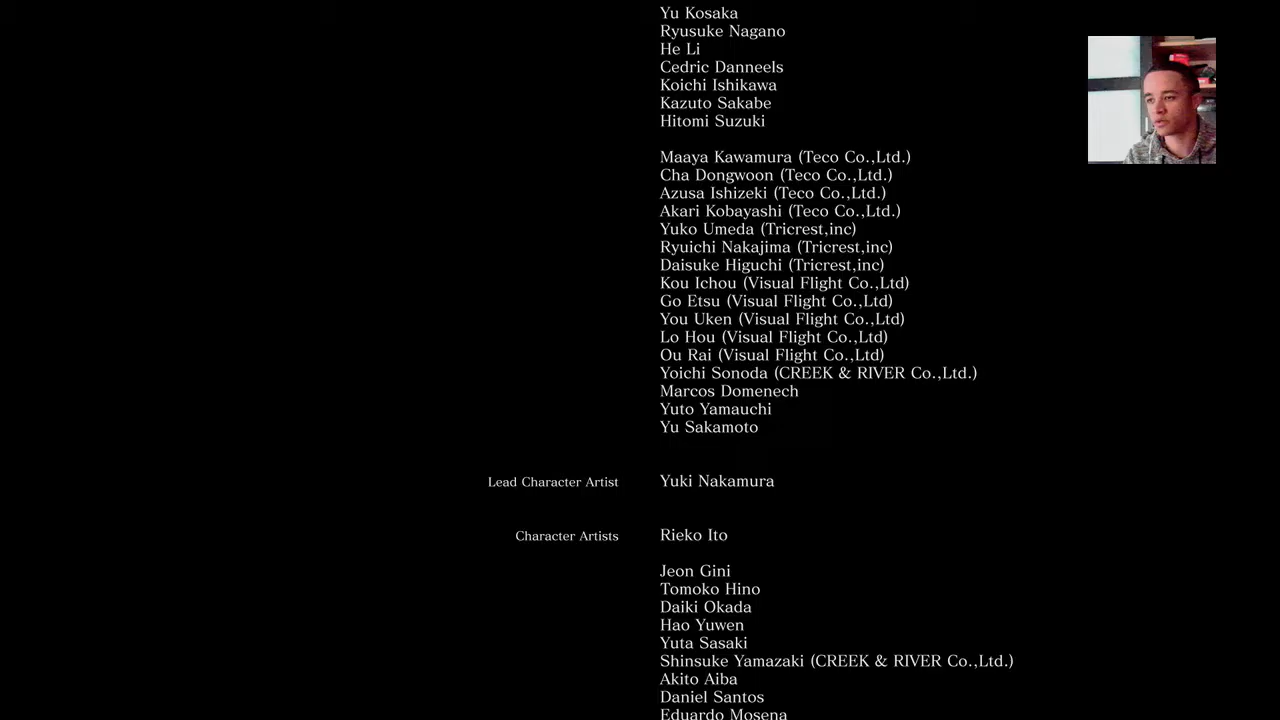 Yu Kosaka
Ryusuke Nagano
He Li
Cedric Danneels
Koichi Ishikawa
Kazuto Sakabe
Hitomi Suzuki
Maaya Kawamura (Teco Co.,Ltd.)
Cha Dongwoon (Teco Co.,Ltd.)
Azusa Ishizeki (Teco Co.,Ltd.)
Akari Kobayashi (Teco Co.,Ltd.)
Yuko Umeda (Tricrest,inc)
Ryuichi Nakajima (Tricrest,inc)
Daisuke Higuchi (Tricrest,inc)
Kou Ichou (Visual Flight Co.,Ltd)
Go Etsu (Visual Flight Co.,Ltd)
You Uken (Visual Flight Co.,Ltd)
Lo Hou (Visual Flight Co.,Ltd)
Ou Rai (Visual Flight Co.,Ltd)
Yoichi Sonoda (CREEK & RIVER Co.,Ltd.)
Marcos Domenech
Yuto Yamauchi
Yu Sakamoto
Lead Character Artist Yuki Nakamura
Character Artists Rieko Ito
Jeon Gini
Tomoko Hino
Daiki Okada
Hao Yuwen
Yuta Sasaki
Shinsuke Yamazaki (CREEK & RIVER Co.,Ltd.)
Akito Aiba
Daniel Santos
Eduardo Mosena